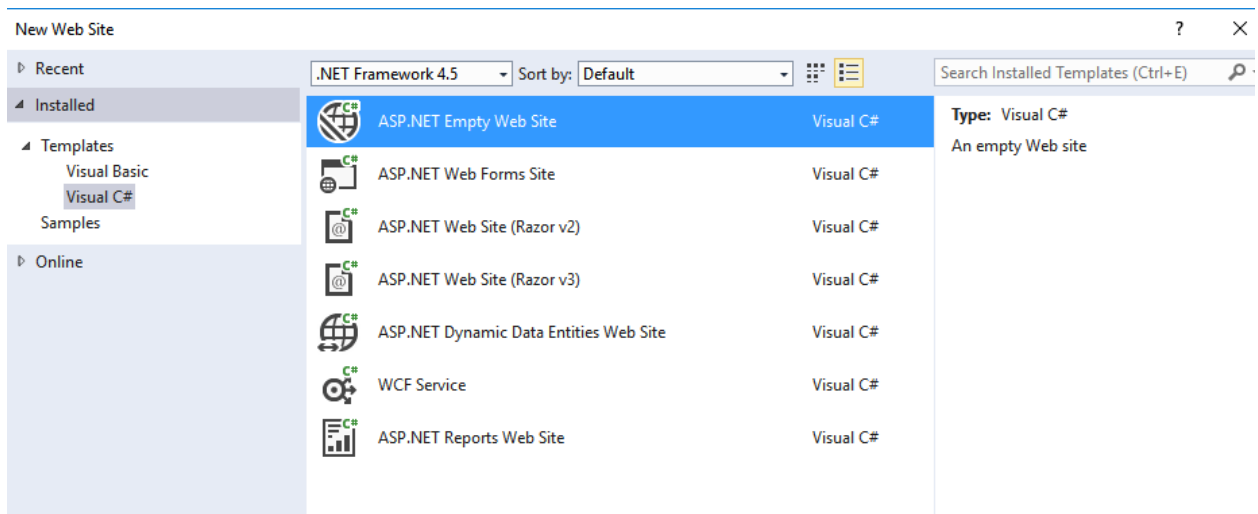 New Web Site ?
Recent
Installed
Templates
Visual Basic
Visual C#
Samples
Online
.NET Framework 4.5 Sort by: Default
Search Installed Templates (Ctrl+E)
C# ASP.NET Empty Web Site Visual C#
C# ASP.NET Web Forms Site Visual C#
C# @ ASP.NET Web Site (Razor v2) Visual C#
C# @ ASP.NET Web Site (Razor v3) Visual C#
C# ASP.NET Dynamic Data Entities Web Site Visual C#
C# WCF Service Visual C#
C# ASP.NET Reports Web Site Visual C#
Type: Visual C#
An empty Web site